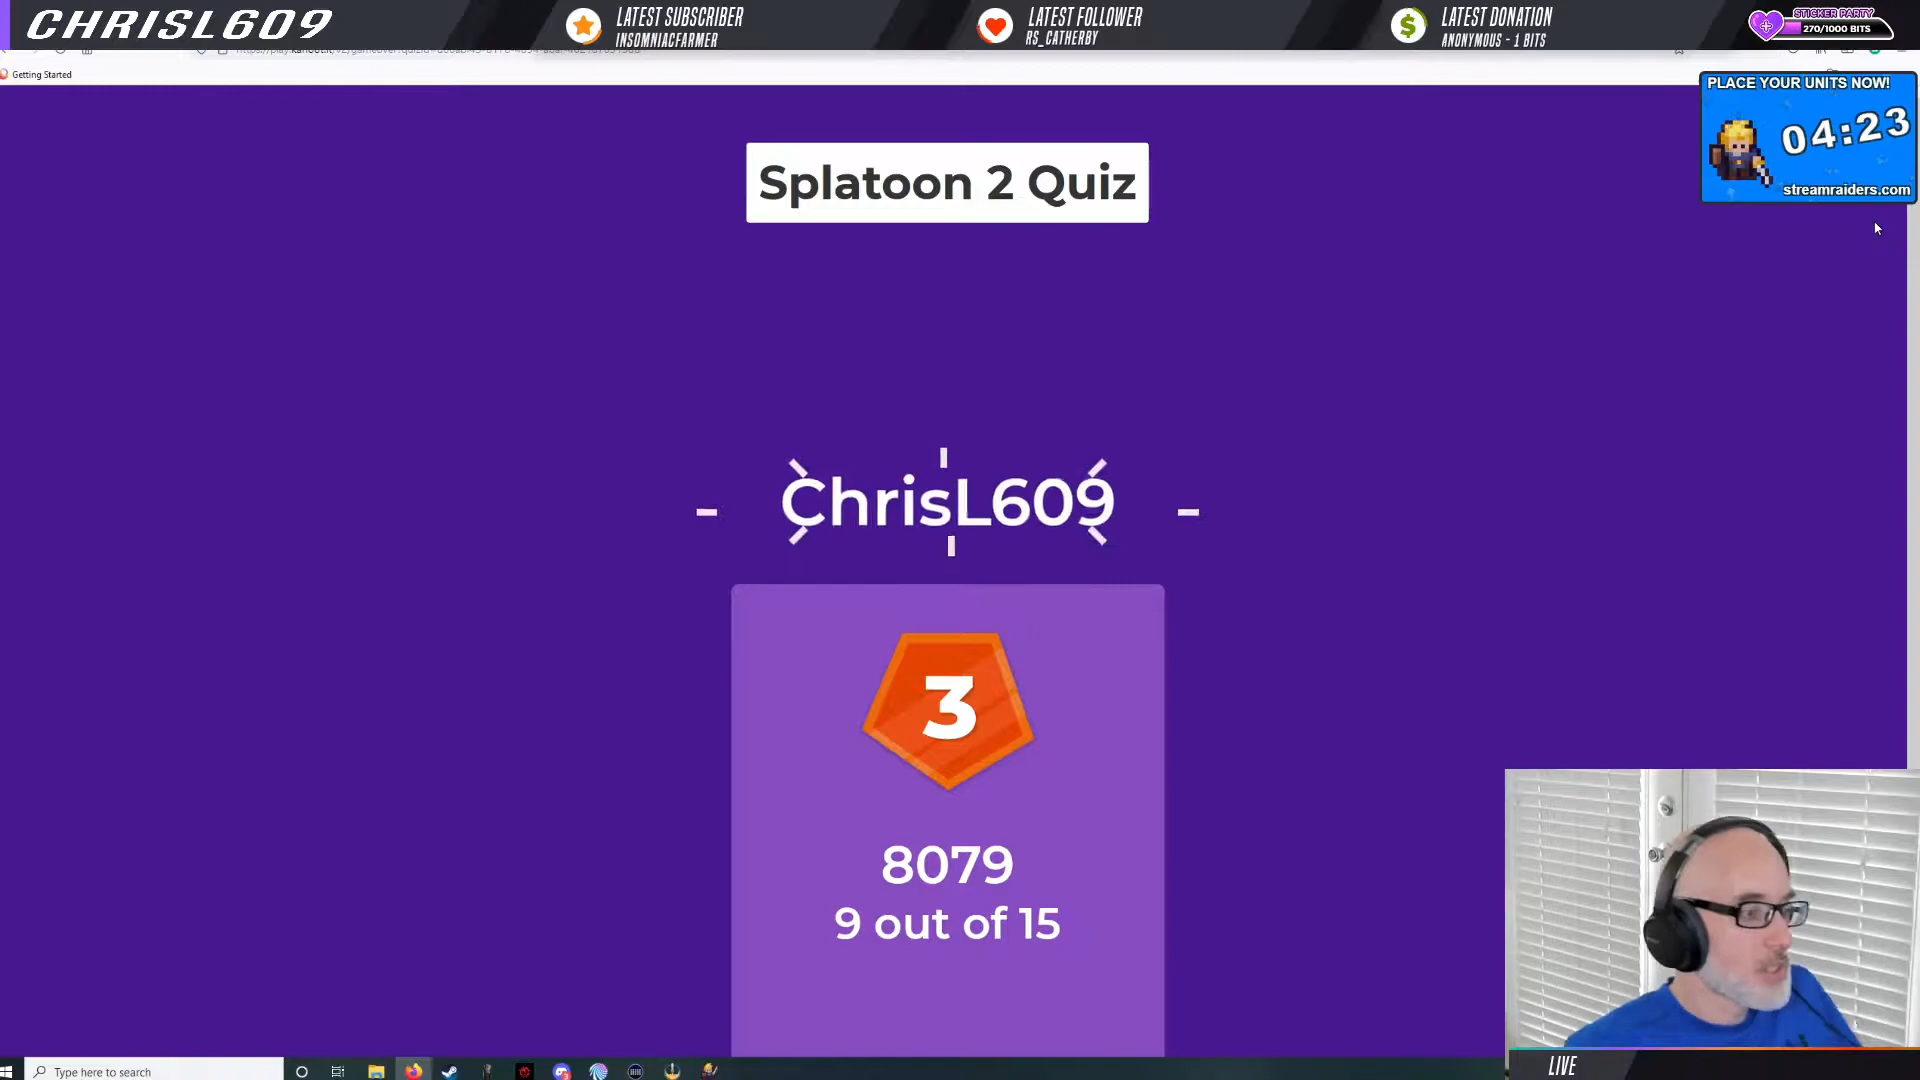 CHRISL609
LATEST SUBSCRIBER
INSOMNIACFARMER
LATEST FOLLOWER
RS_CATHERBY
LATEST DONATION
ANONYMOUS - 1 BITS
STICKER PARTY
270/1000 BITS
Getting Started
PLACE YOUR UNITS NOW!
04:23
streamraiders.com
Splatoon 2 Quiz
ChrisL609
3
8079
9 out of 15
LIVE
Type here to search